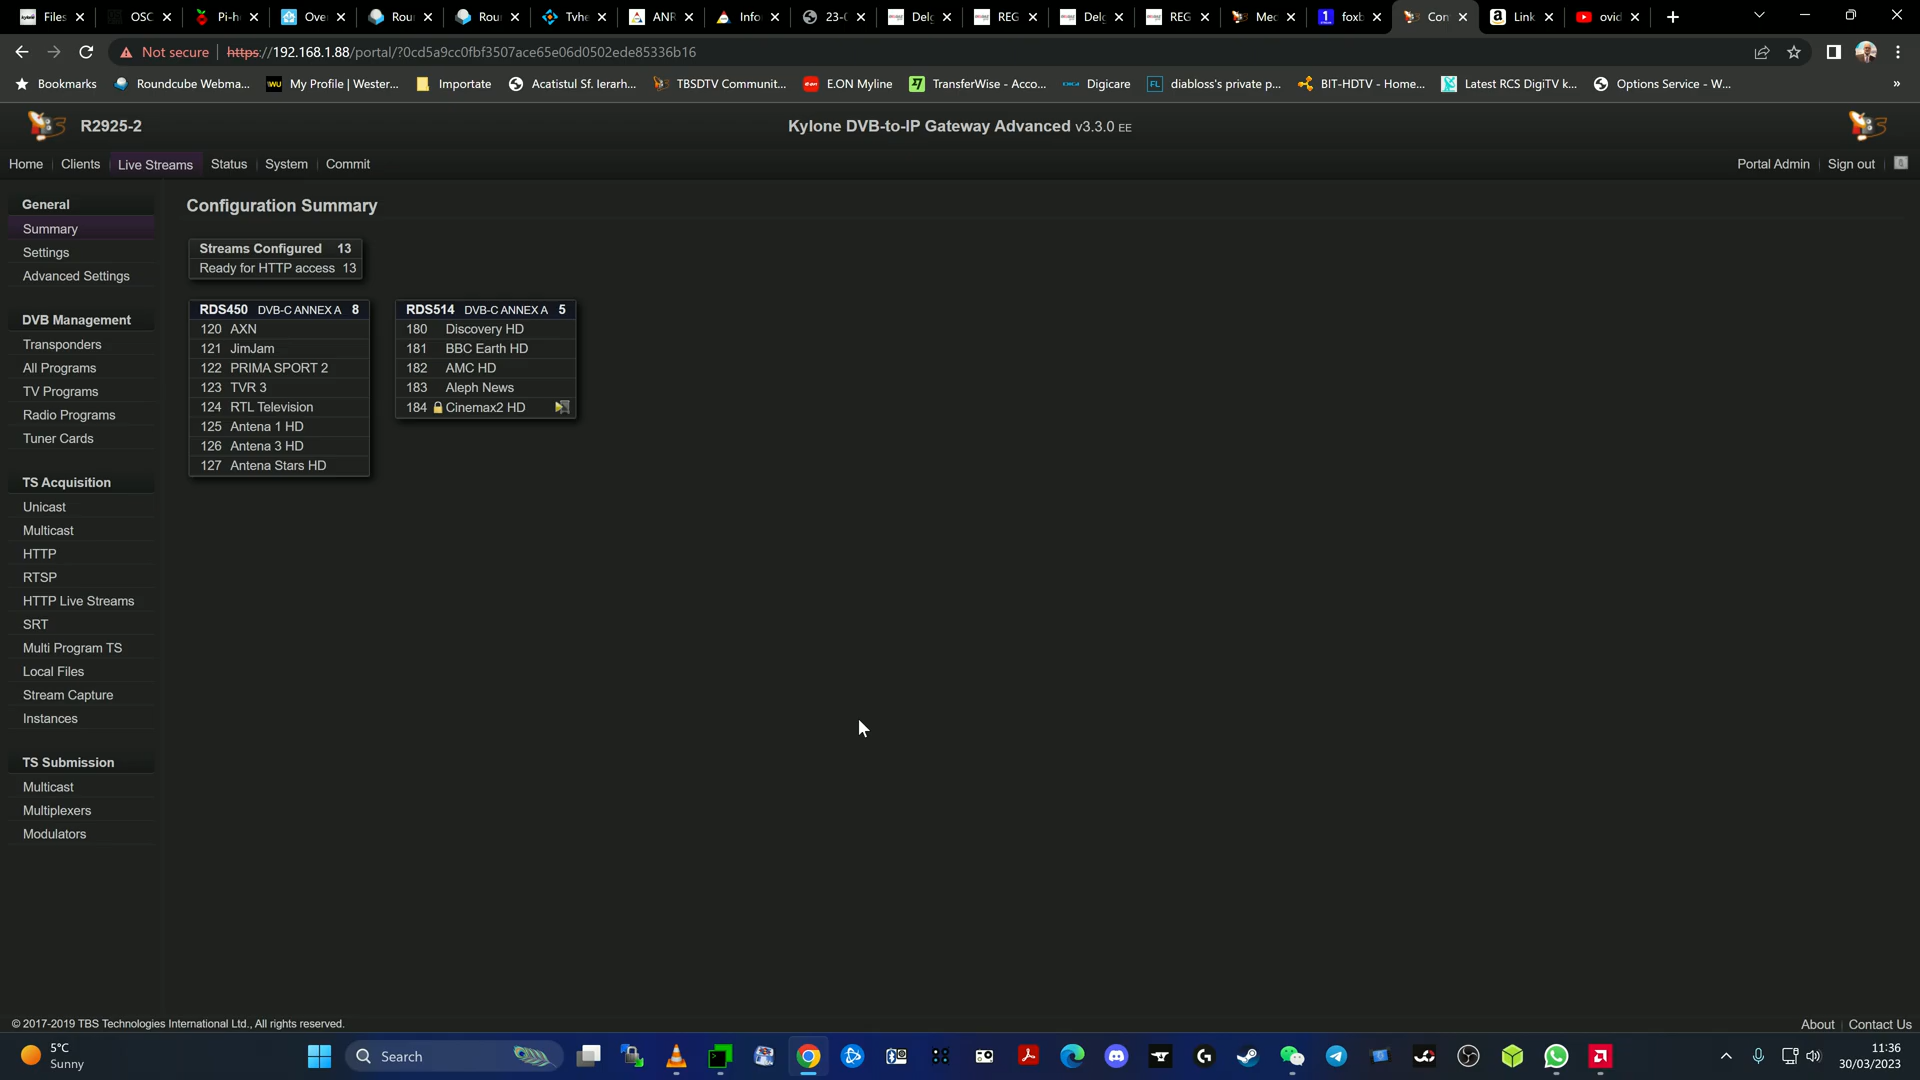 Files
OSC
Pi-h
Ove
Rou
Rou
Tvhe
ANR
Info
23-0
Delg
REG
Delg
REG
Mec
foxb
Con
Link
ovid
Not secure
https://192.168.1.88/portal/?0cd5a9cc0fbf3507ace65e06d0502ede85336b16
Bookmarks
Roundcube Webma...
My Profile | Wester...
Importate
Acatistul Sf. Ierarh...
TBSDTV Communit...
E.ON Myline
TransferWise - Acco...
Digicare
diabloss's private p...
BIT-HDTV - Home...
Latest RCS DigiTV k...
Options Service - W...
»
R2925-2
Kylone DVB-to-IP Gateway Advanced v3.3.0 EE
Home
Clients
Live Streams
Status
System
Commit
Portal Admin
Sign out
General
Summary
Settings
Advanced Settings
DVB Management
Transponders
All Programs
TV Programs
Radio Programs
Tuner Cards
TS Acquisition
Unicast
Multicast
HTTP
RTSP
HTTP Live Streams
SRT
Multi Program TS
Local Files
Stream Capture
Instances
TS Submission
Multicast
Multiplexers
Modulators
Configuration Summary
Streams Configured 13
Ready for HTTP access 13
RDS450 DVB-C ANNEX A 8
120 AXN
121 JimJam
122 PRIMA SPORT 2
123 TVR 3
124 RTL Television
125 Antena 1 HD
126 Antena 3 HD
127 Antena Stars HD
RDS514 DVB-C ANNEX A 5
180 Discovery HD
181 BBC Earth HD
182 AMC HD
183 Aleph News
184 Cinemax2 HD
© 2017-2019 TBS Technologies International Ltd., All rights reserved.
About
Contact Us
5°C
Sunny
Search
11:36
30/03/2023